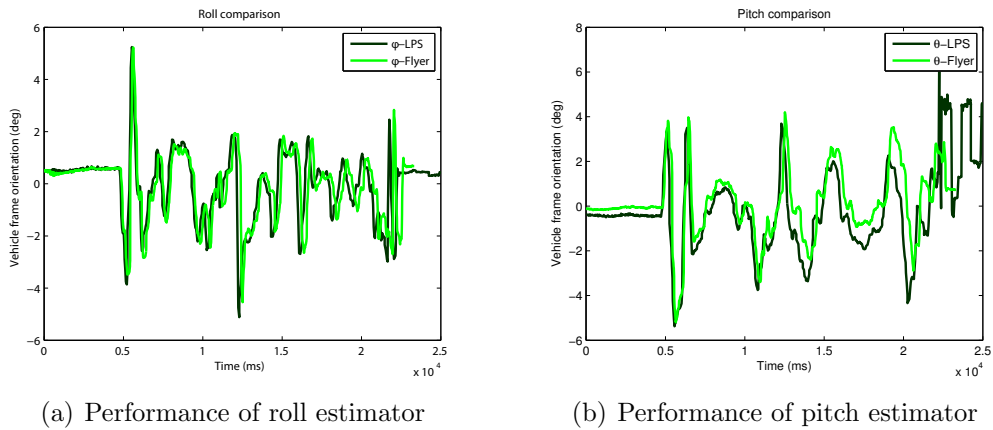 Roll comparison
6
4
2
0
−2
−4
−6
Vehicle frame orientation (deg)
φ−LPS
φ−Flyer
0
0.5
1
1.5
2
2.5
Time (ms)
x 10^4
(a) Performance of roll estimator
Pitch comparison
8
6
4
2
0
−2
−4
−6
Vehicle frame orientation (deg)
θ−LPS
θ−Flyer
0
0.5
1
1.5
2
2.5
Time (ms)
x 10^4
(b) Performance of pitch estimator